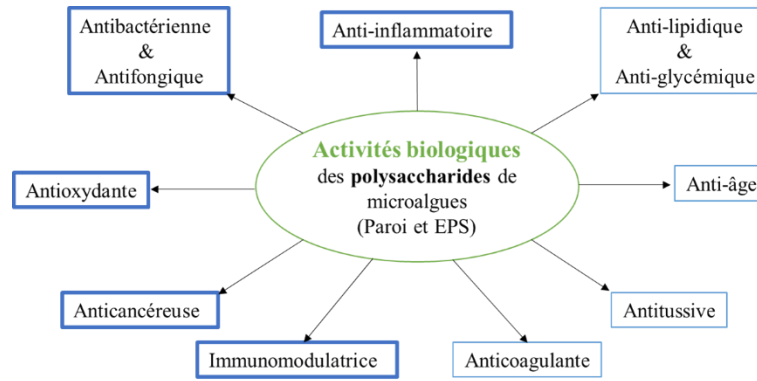 Antibactérienne
&
Antifongique
Anti-inflammatoire
Anti-lipidique
&
Anti-glycémique
Activités biologiques
des polysaccharides de
microalgues
(Paroi et EPS)
Antioxydante
Anti-âge
Anticancéreuse
Antitussive
Immunomodulatrice
Anticoagulante